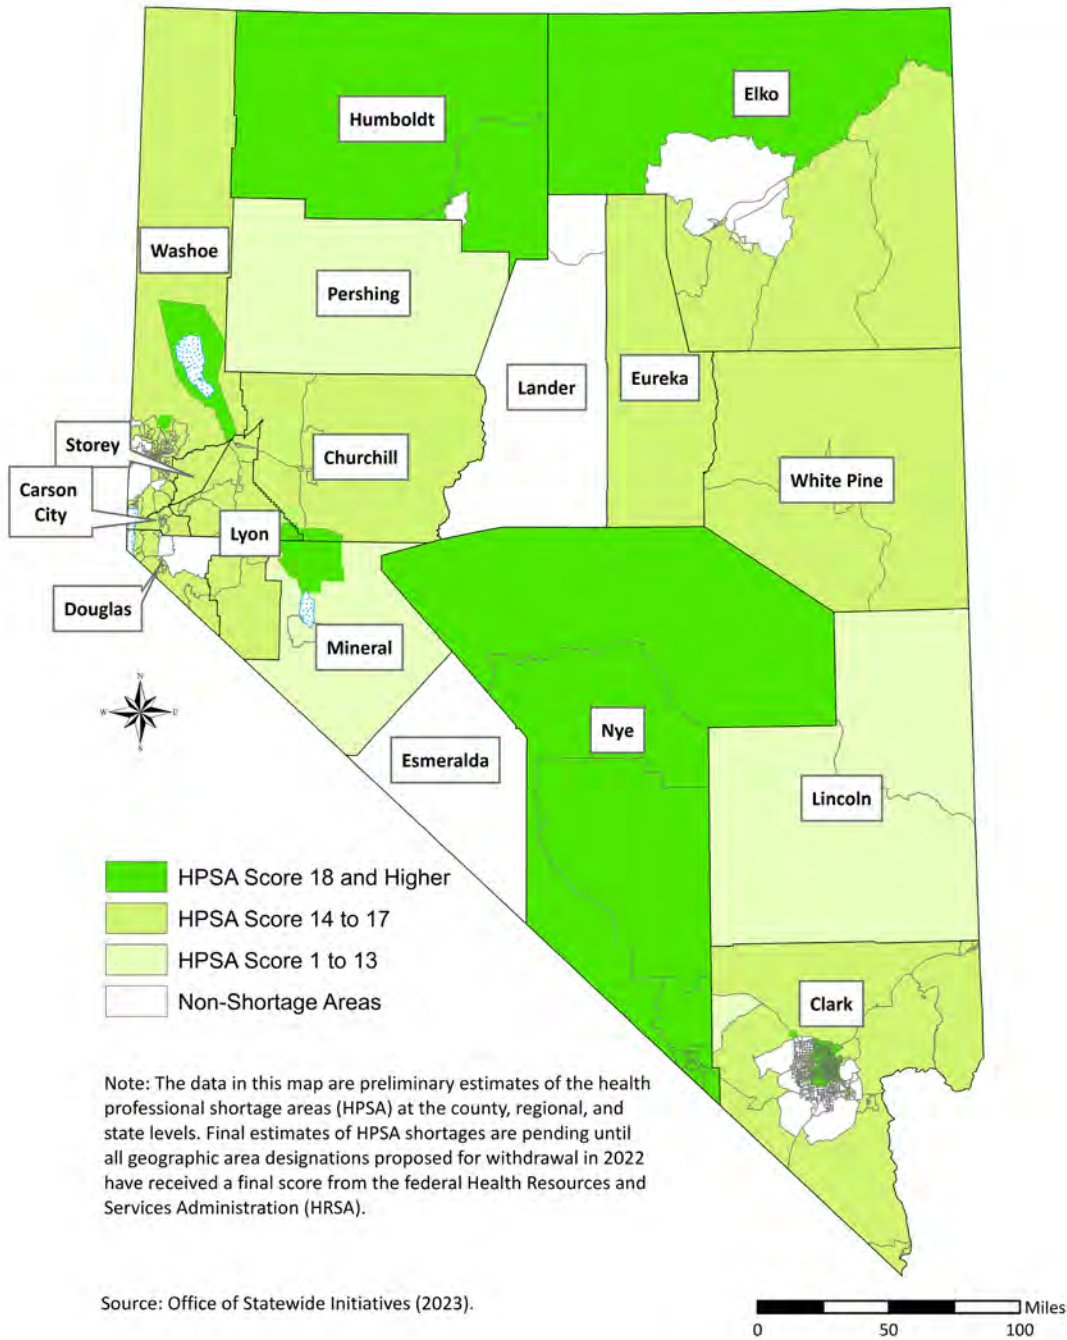 Humboldt
Elko
Washoe
Pershing
Lander
Eureka
Storey
Churchill
White Pine
Carson
City
Lyon
Douglas
Mineral
N
W
E
S
Nye
Esmeralda
Lincoln
Clark
HPSA Score 18 and Higher
HPSA Score 14 to 17
HPSA Score 1 to 13
Non-Shortage Areas
Note: The data in this map are preliminary estimates of the health
professional shortage areas (HPSA) at the county, regional, and
state levels. Final estimates of HPSA shortages are pending until
all geographic area designations proposed for withdrawal in 2022
have received a final score from the federal Health Resources and
Services Administration (HRSA).
Source: Office of Statewide Initiatives (2023).
Miles
0 50 100